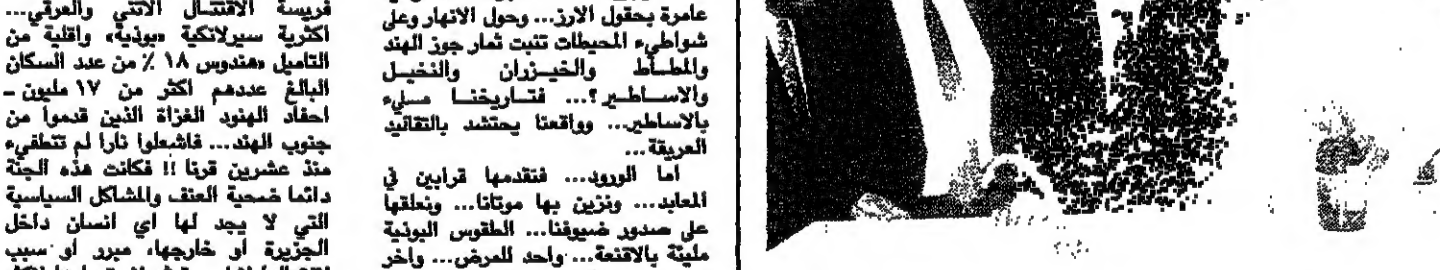 عامرة بحقول الارز... وحول الانهار وعلى
شواطيء المحيطات تنبت ثمار جوز الهند
والمطاط والخيزران والنخيل
والاساطير؟... فتاريخنا مليء
بالاساطير... وواقعنا يحتشد بالتقاليد
العريقة...
اما الورود... فنقدمها قرابين في
المعابد... ونزين بها موتانا... ونعلقها
على صدور ضيوفنا... الطقوس البوذية
مليئة بالاقنعة... واحد للمرض... واخر
فريسة الاقتتال الاثني والعرقي...
اكثرية سيرلانكية «بوذية» واقلية من
التاميل «هندوس ١٨ ٪ من عدد السكان
البالغ عددهم اكثر من ١٧ مليون ـ
احفاد الهنود الغزاة الذين قدموا من
جنوب الهند... فاشعلوا نارا لم تنطفيء
منذ عشرين قرنا !! فكانت هذه الجنة
دائما ضحية العنف والمشاكل السياسية
التي لا يجد لها اي انسان داخل
الجزيرة او خارجها، مبرر او سبب